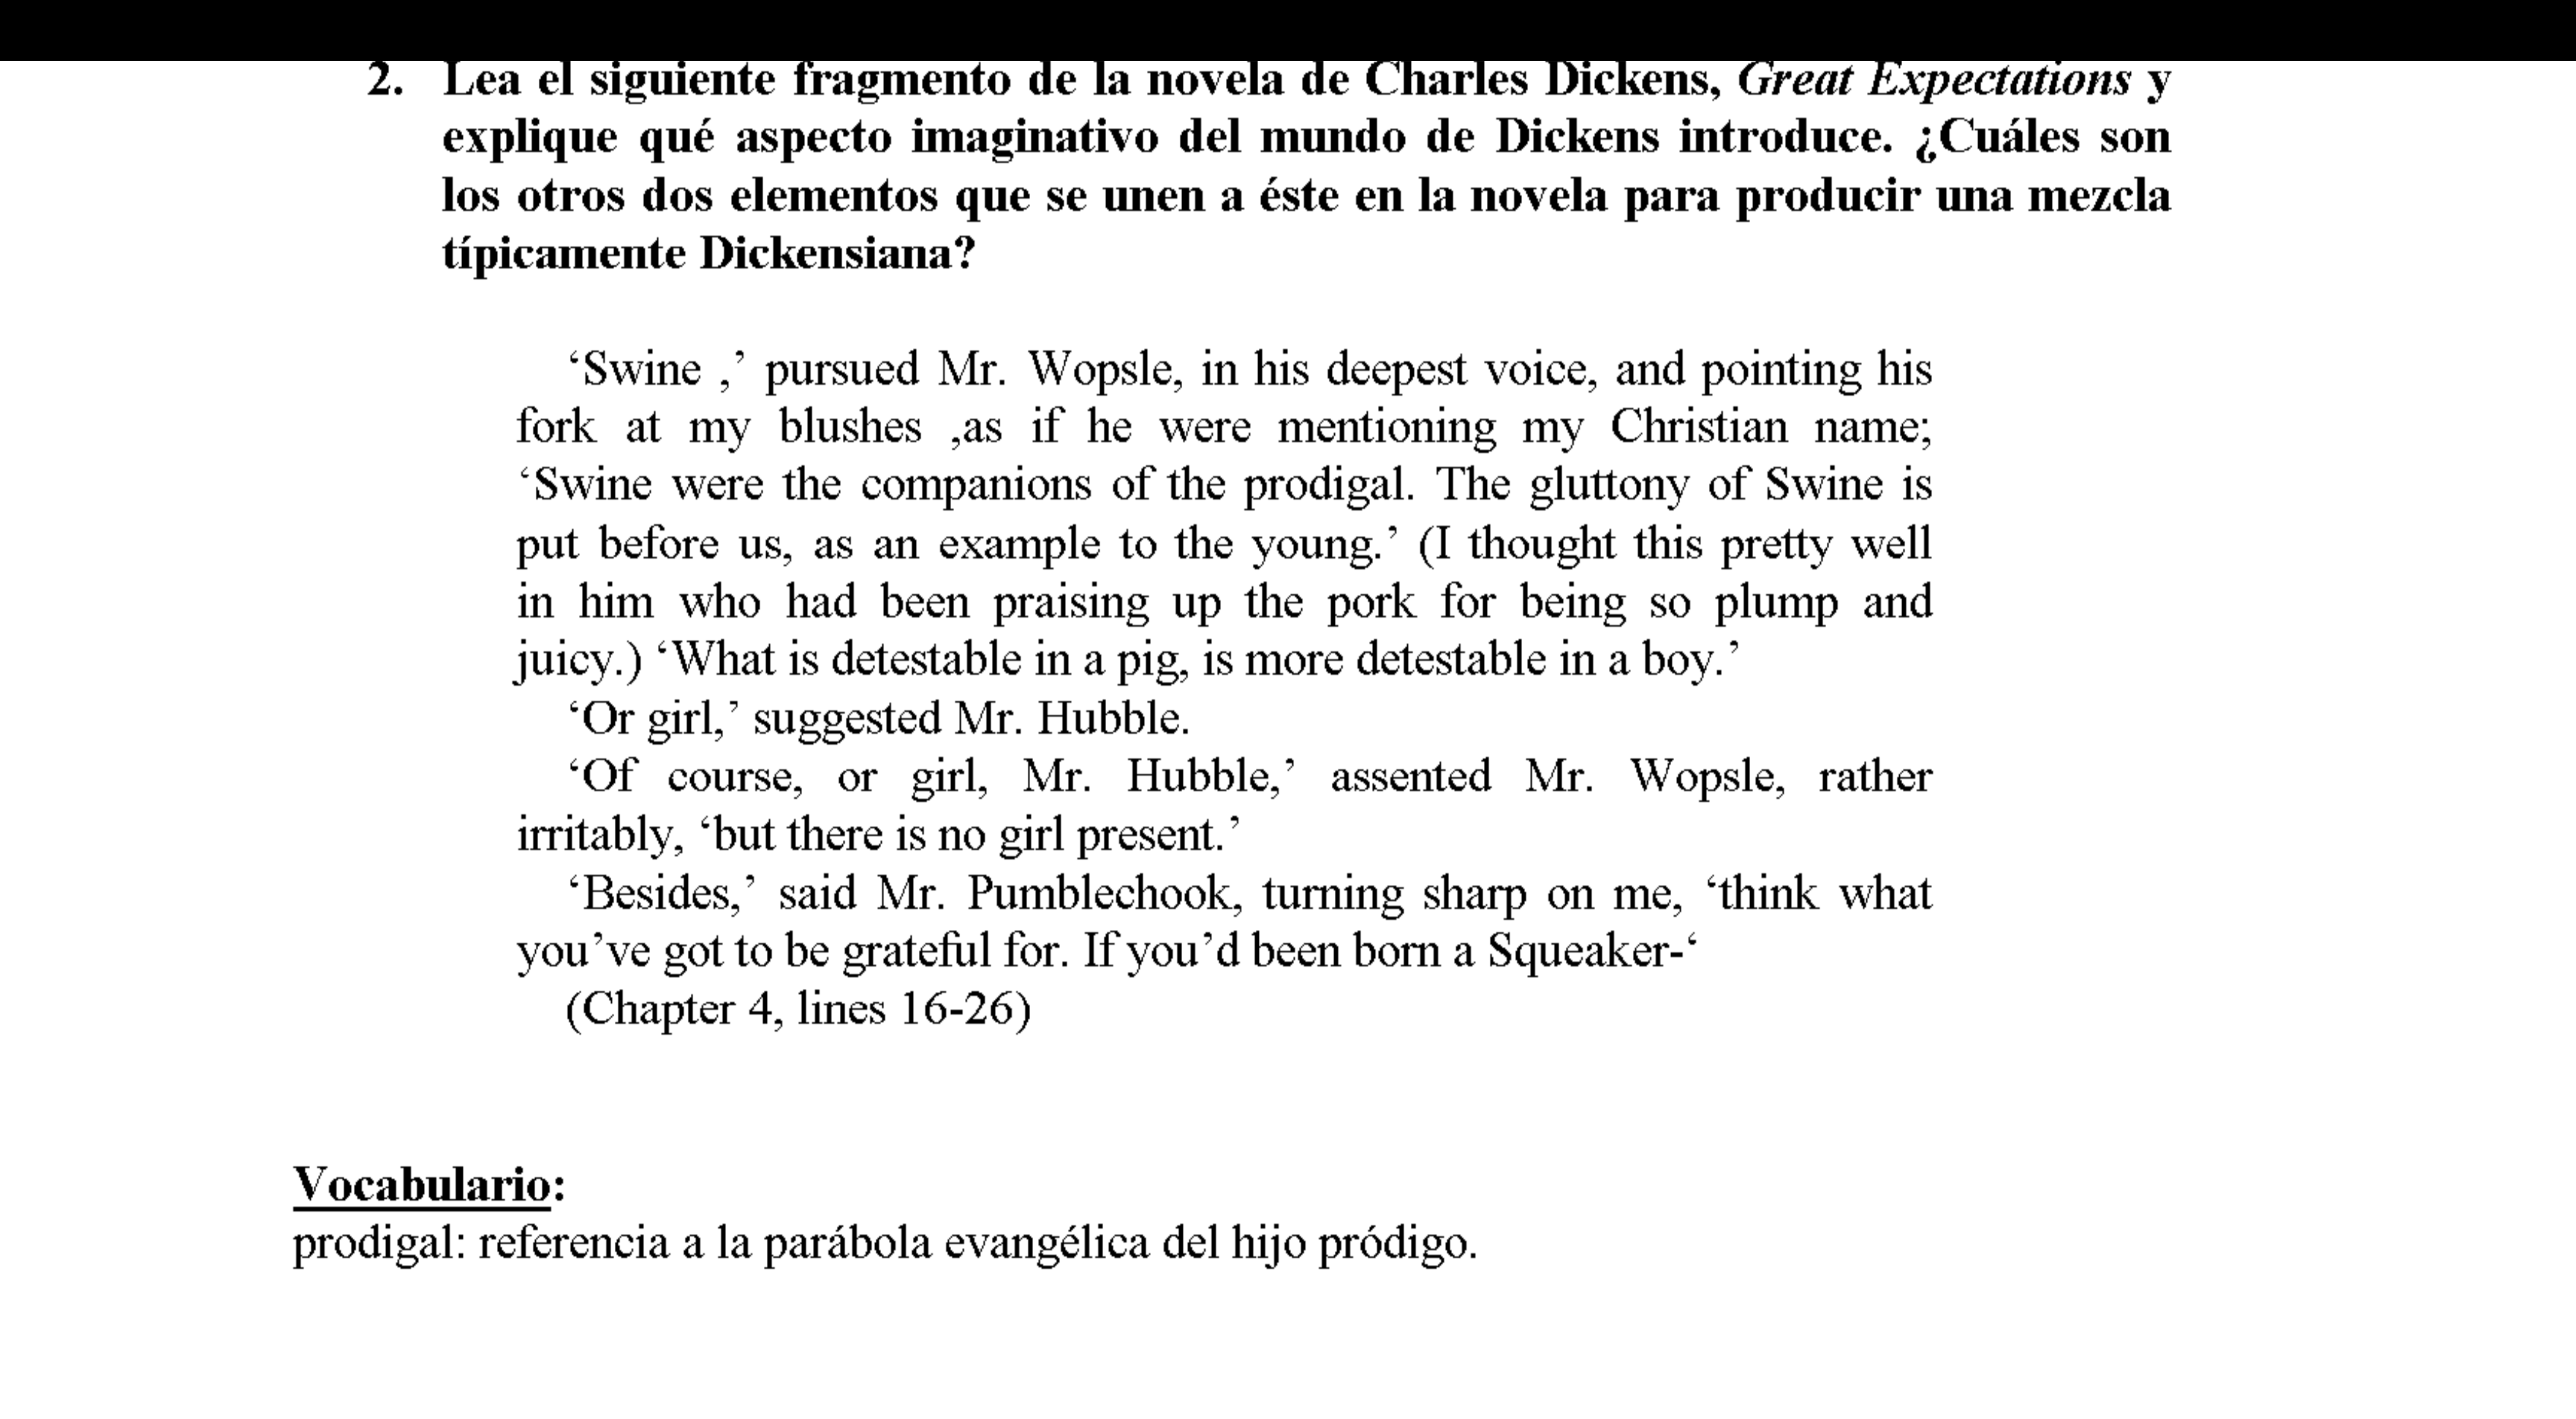 2. Lea el siguiente fragmento de la novela de Charles Dickens, Great Expectations y
explique qué aspecto imaginativo del mundo de Dickens introduce. ¿Cuáles son
los otros dos elementos que se unen a éste en la novela para producir una mezcla
típicamente Dickensiana?
‘Swine ,’ pursued Mr. Wopsle, in his deepest voice, and pointing his
fork at my blushes ,as if he were mentioning my Christian name;
‘Swine were the companions of the prodigal. The gluttony of Swine is
put before us, as an example to the young.’ (I thought this pretty well
in him who had been praising up the pork for being so plump and
juicy.) ‘What is detestable in a pig, is more detestable in a boy.’
‘Or girl,’ suggested Mr. Hubble.
‘Of course, or girl, Mr. Hubble,’ assented Mr. Wopsle, rather
irritably, ‘but there is no girl present.’
‘Besides,’ said Mr. Pumblechook, turning sharp on me, ‘think what
you’ve got to be grateful for. If you’d been born a Squeaker-‘
(Chapter 4, lines 16-26)
Vocabulario:
prodigal: referencia a la parábola evangélica del hijo pródigo.